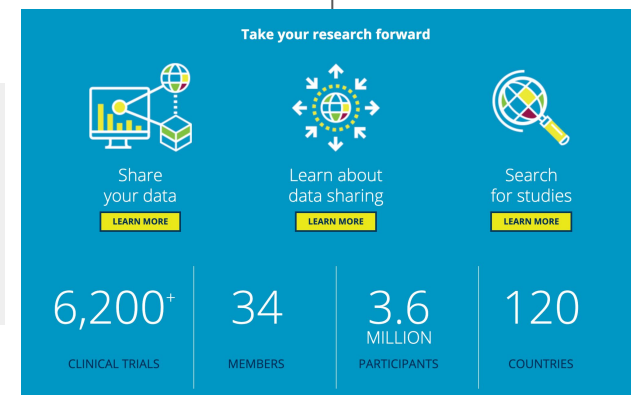 Take your research forward
Share
your data
LEARN MORE
Learn about
data sharing
LEARN MORE
Search
for studies
LEARN MORE
6,200+
CLINICAL TRIALS
34
MEMBERS
3.6
MILLION
PARTICIPANTS
120
COUNTRIES